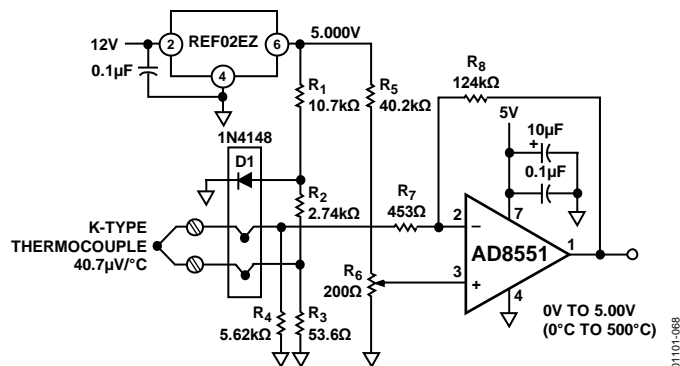 12V
2
REF02EZ
6
5.000V
0.1µF
4
R1
10.7kΩ
R5
40.2kΩ
R8
124kΩ
1N4148
D1
5V
10µF
+
0.1µF
R2
2.74kΩ
R7
453Ω
7
K-TYPE
THERMOCOUPLE
40.7µV/°C
2
−
AD8551
1
R6
200Ω
3
+
4
R4
5.62kΩ
R3
53.6Ω
0V TO 5.00V
(0°C TO 500°C)
01101-068